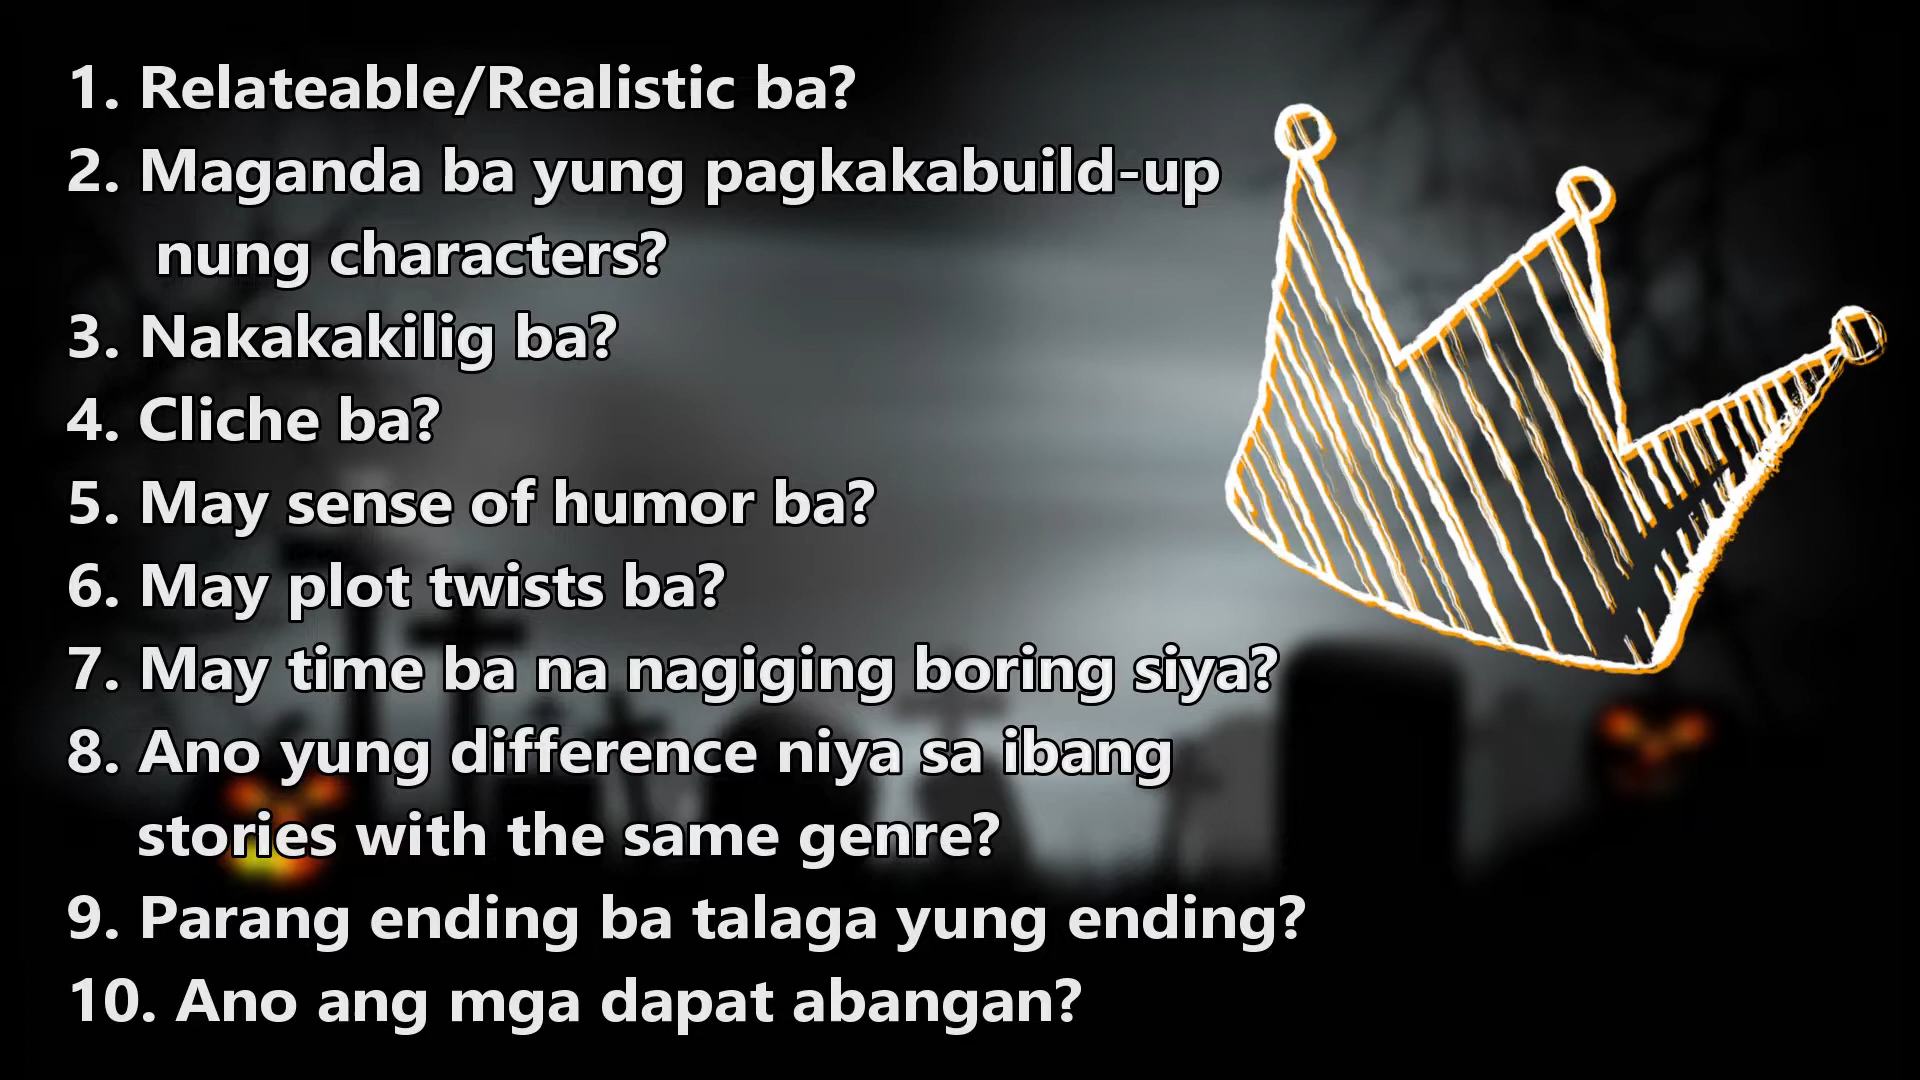 1. Relateable/Realistic ba?
2. Maganda ba yung pagkakabuild-up
nung characters?
3. Nakakakilig ba?
4. Cliche ba?
5. May sense of humor ba?
6. May plot twists ba?
7. May time ba na nagiging boring siya?
8. Ano yung difference niya sa ibang
stories with the same genre?
9. Parang ending ba talaga yung ending?
10. Ano ang mga dapat abangan?